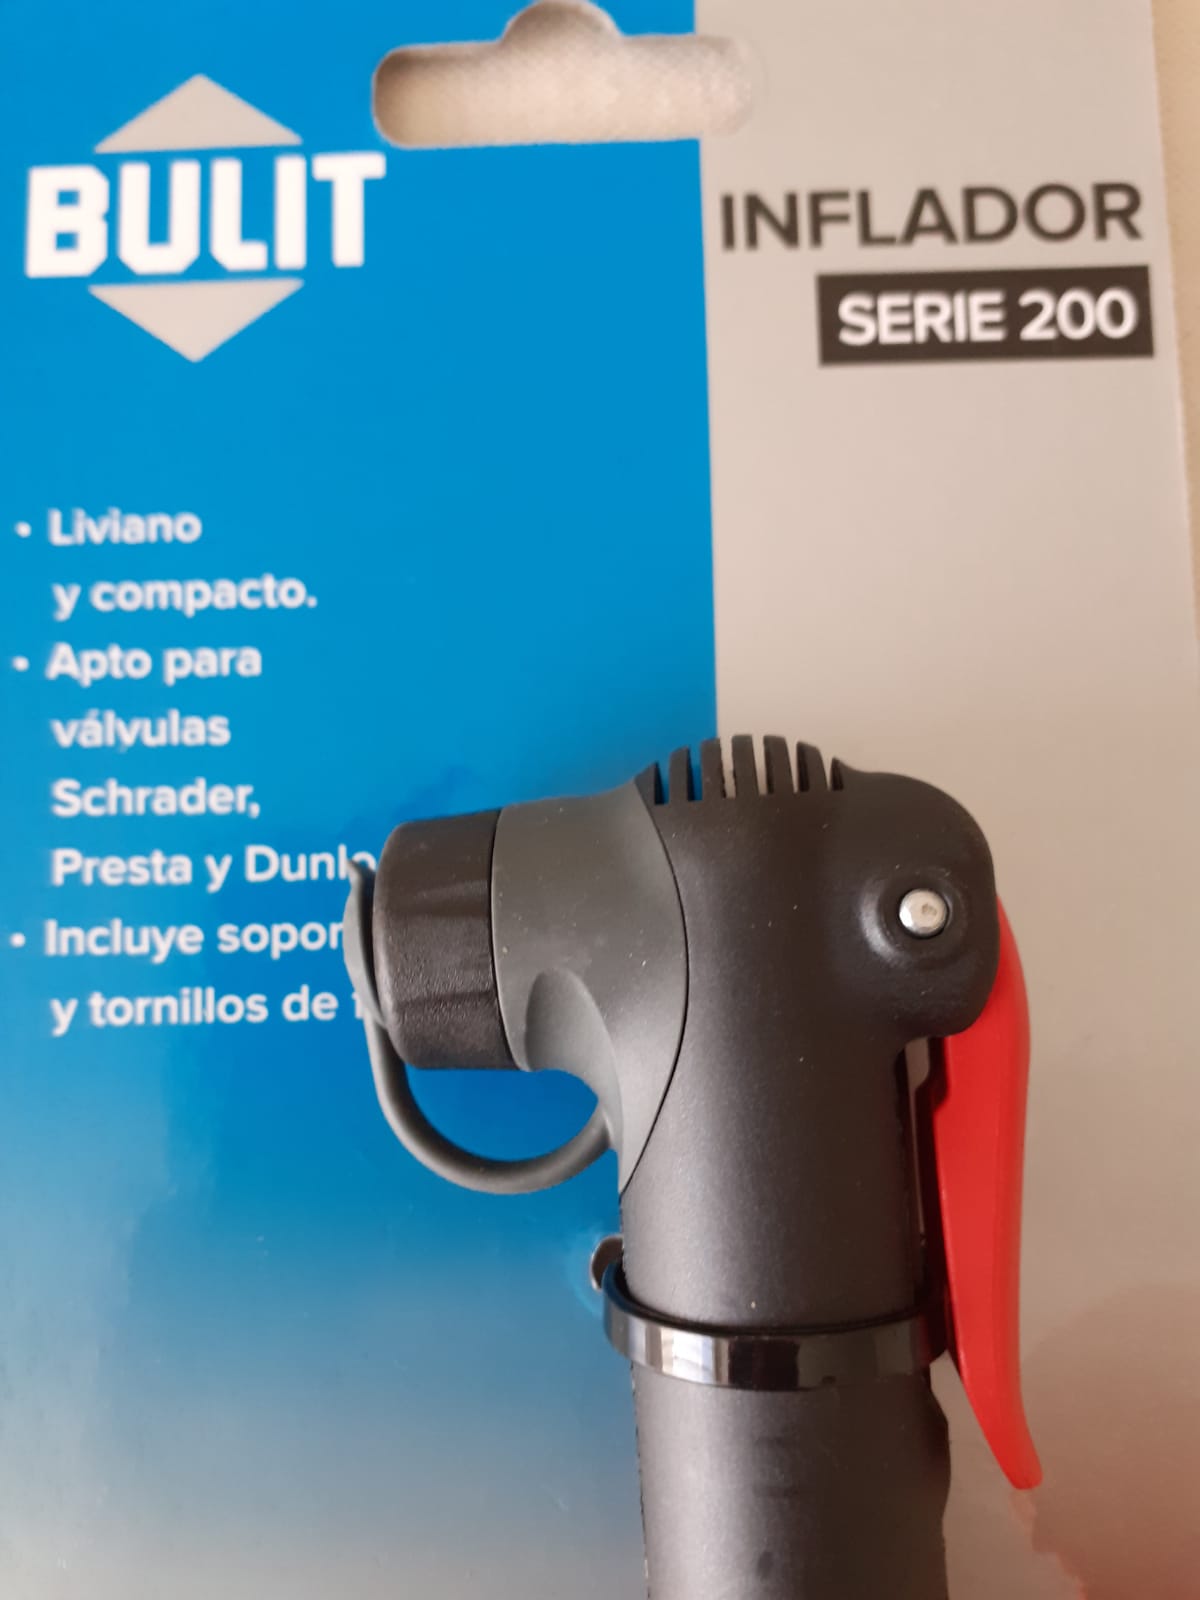 BULIT
INFLADOR
SERIE 200
• Liviano
y compacto.
• Apto para
válvulas
Schrader,
Presta y
• Incluye
y tornillos de